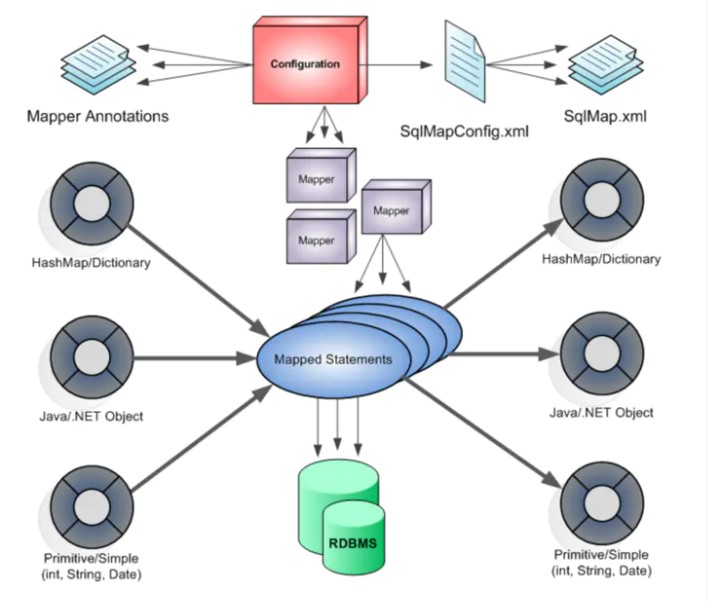 Configuration
Mapper Annotations
SqlMapConfig.xml
SqlMap.xml
Mapper
Mapper
Mapper
HashMap/Dictionary
HashMap/Dictionary
Mapped Statements
Java/.NET Object
Java/.NET Object
RDBMS
Primitive/Simple
(int, String, Date)
Primitive/Simple
(int, String, Date)